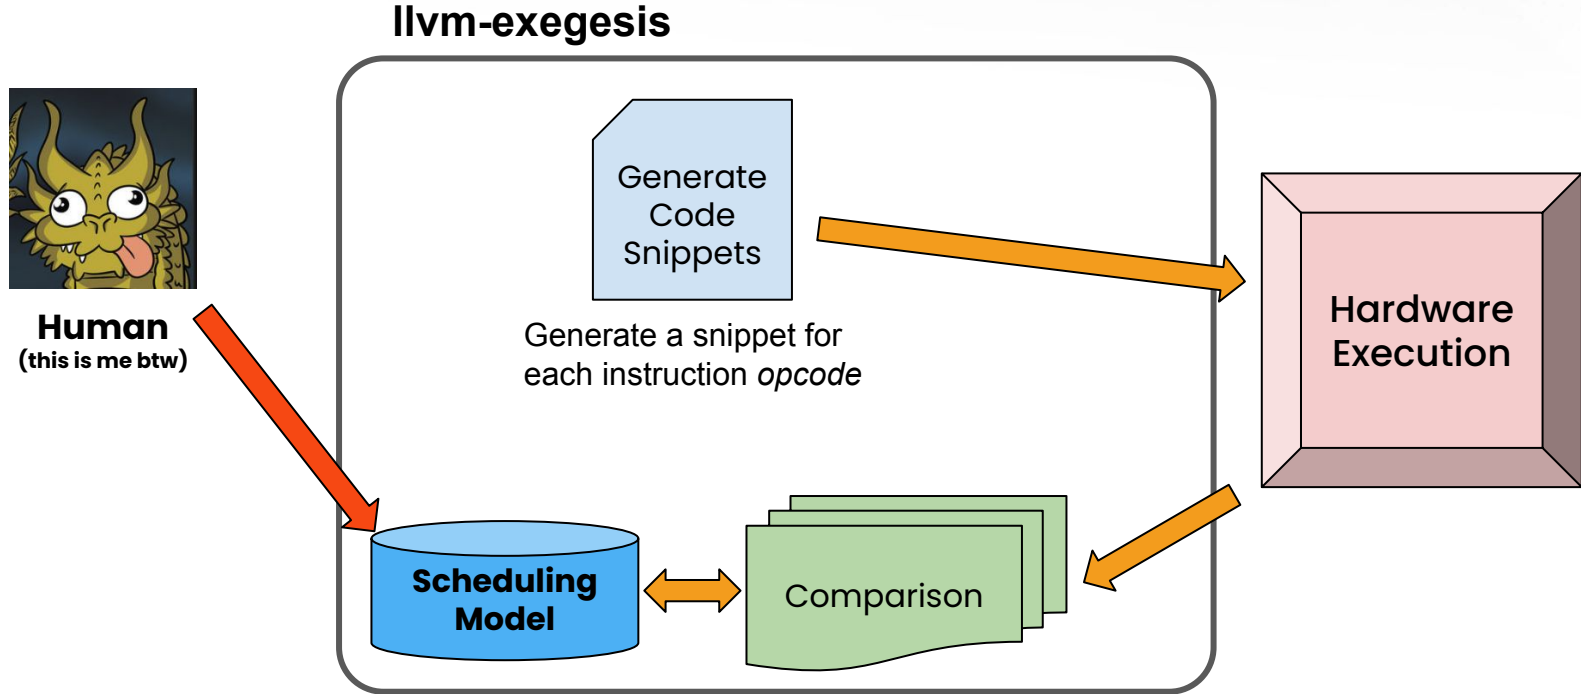 llvm-exegesis
Generate
Code
Snippets
Generate a snippet for
each instruction opcode
Human
(this is me btw)
Hardware
Execution
Scheduling
Model
Comparison